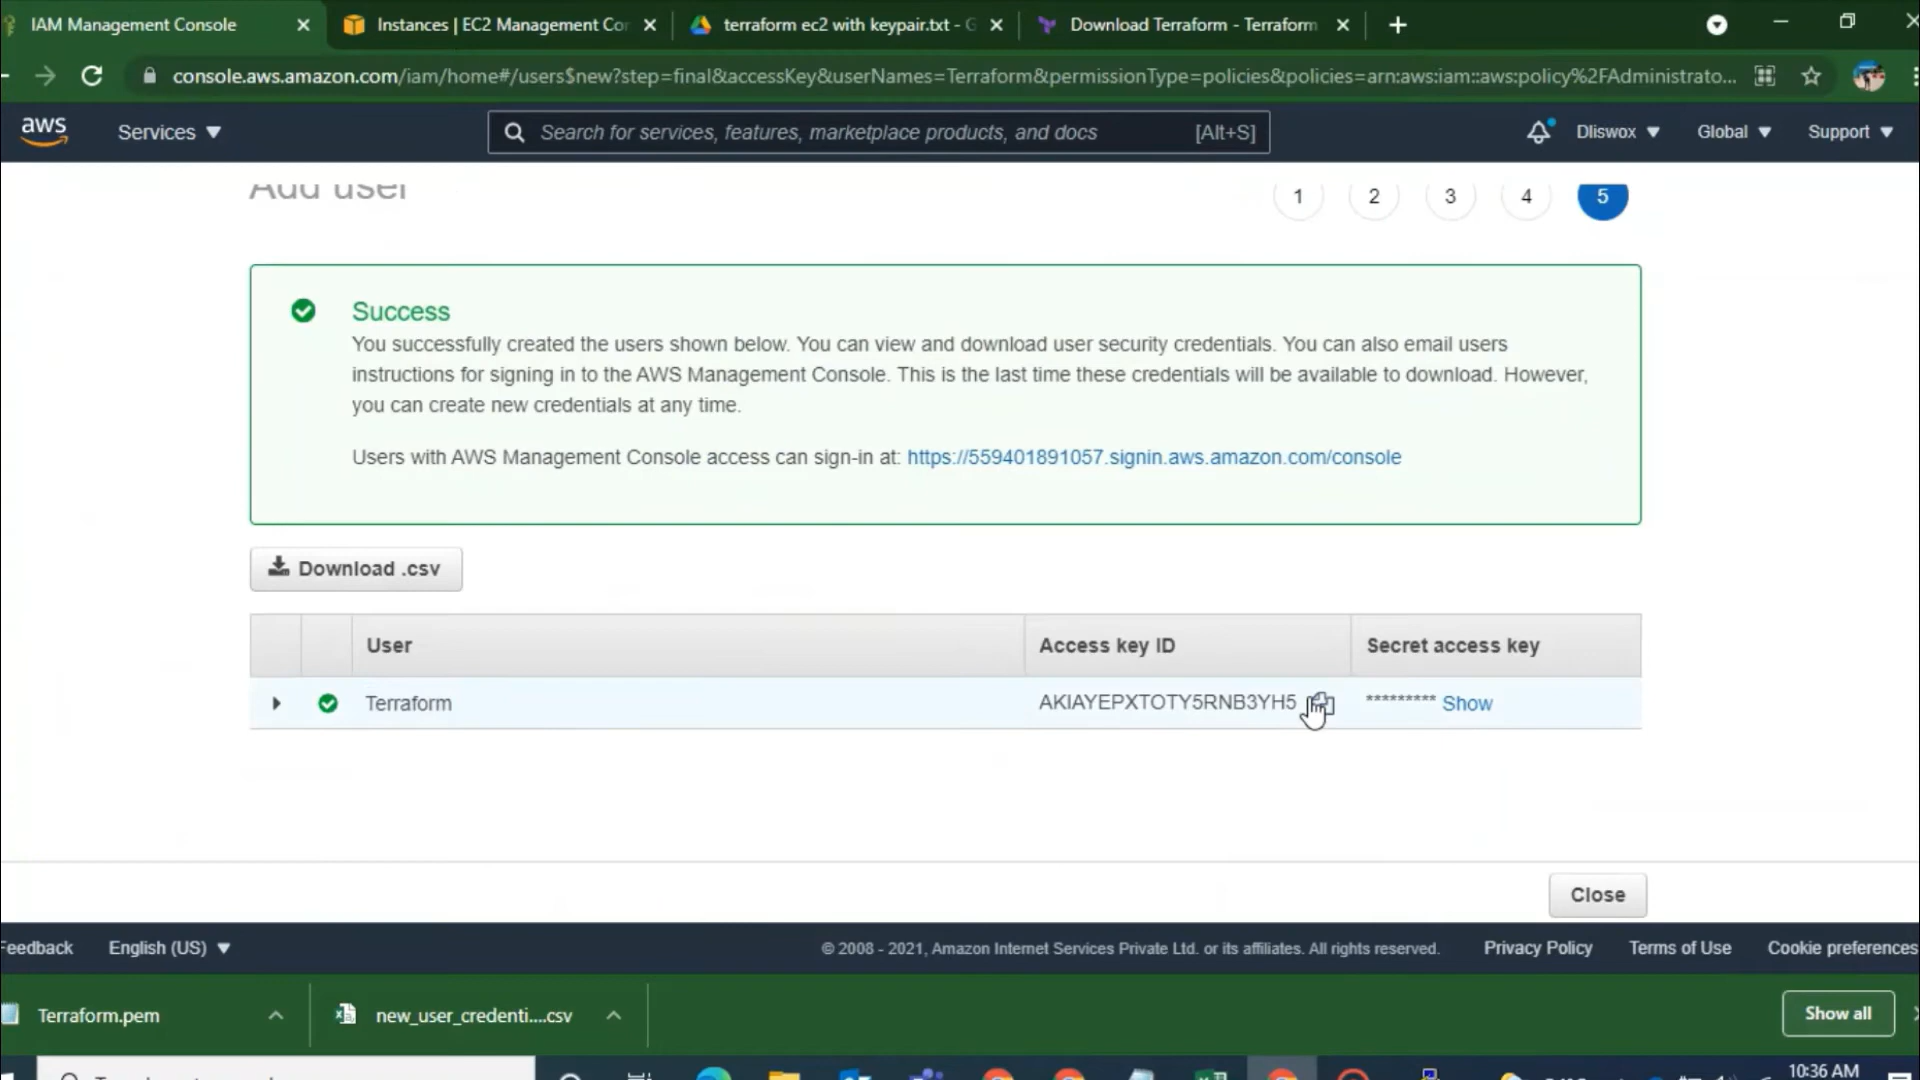 IAM Management Console
Instances | EC2 Management Co
terraform ec2 with keypair.txt - G
Download Terraform - Terraform
console.aws.amazon.com/iam/home#/users$new?step=final&accessKey&userNames=Terraform&permissionType=policies&policies=arn:aws:iam::aws:policy%2FAdministrato...
aws
Services
Search for services, features, marketplace products, and docs
[Alt+S]
Dliswox
Global
Support
Add user
1
2
3
4
5
Success
You successfully created the users shown below. You can view and download user security credentials. You can also email users
instructions for signing in to the AWS Management Console. This is the last time these credentials will be available to download. However,
you can create new credentials at any time.
Users with AWS Management Console access can sign-in at: https://559401891057.signin.aws.amazon.com/console
Download .csv
User
Access key ID
Secret access key
Terraform
AKIAYEPXTOTY5RNB3YH5
********* Show
Close
Feedback
English (US)
© 2008 - 2021, Amazon Internet Services Private Ltd. or its affiliates. All rights reserved.
Privacy Policy
Terms of Use
Cookie preferences
Terraform.pem
new_user_credenti....csv
Show all
10:36 AM